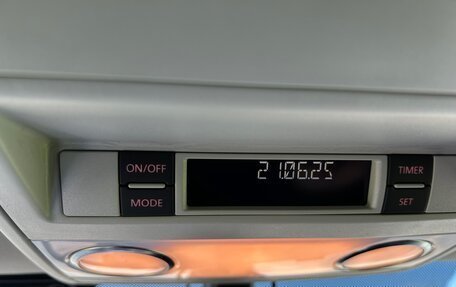 ON/OFF
21.06.25
TIMER
MODE
SET